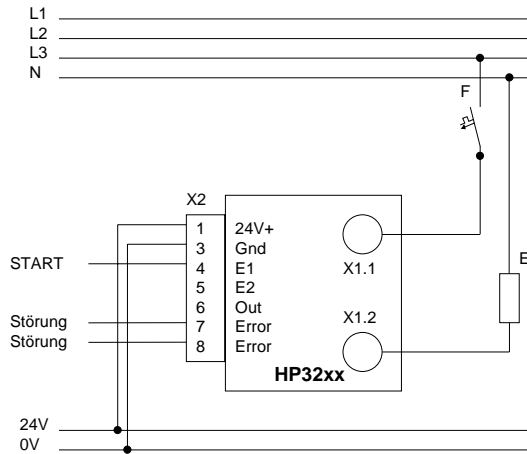 L1
L2
L3
N
F
X2
1 24V+
3 Gnd
START 4 E1
5 E2
6 Out
Störung 7 Error
Störung 8 Error
X1.1
X1.2
E
HP32xx
24V
0V